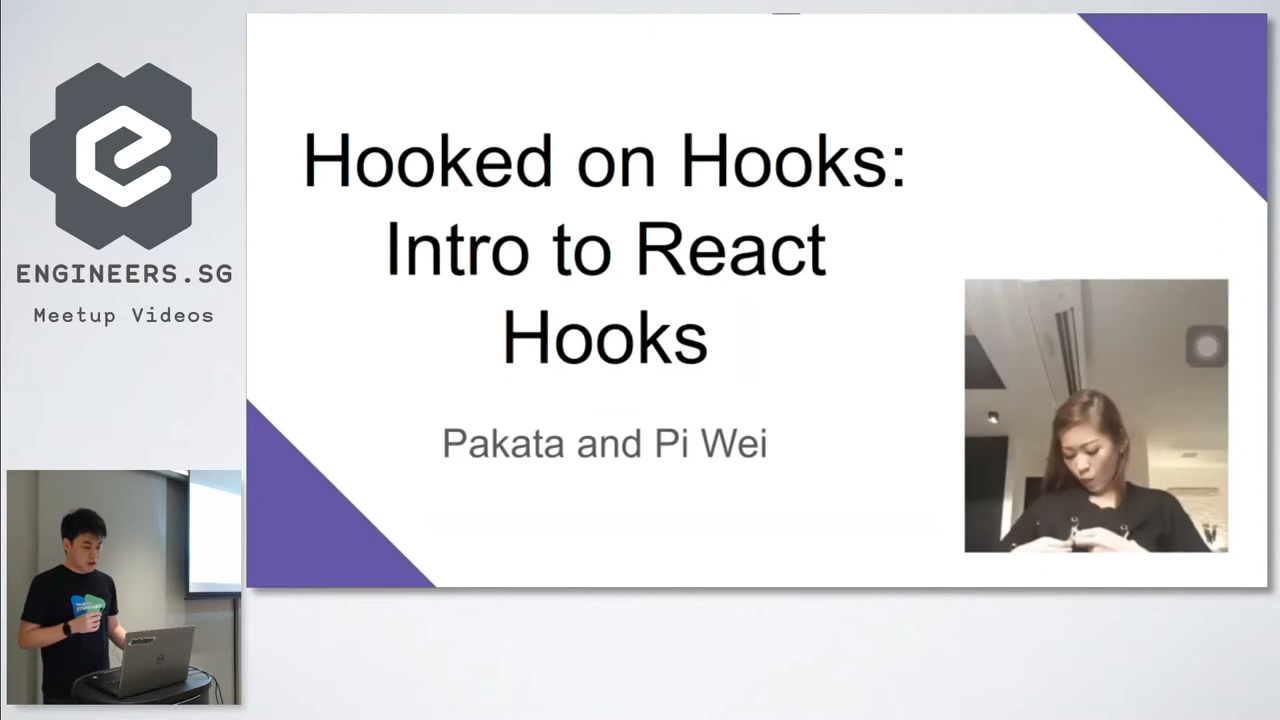 ENGINEERS.SG
Meetup Videos
Hooked on Hooks:
Intro to React
Hooks
Pakata and Pi Wei